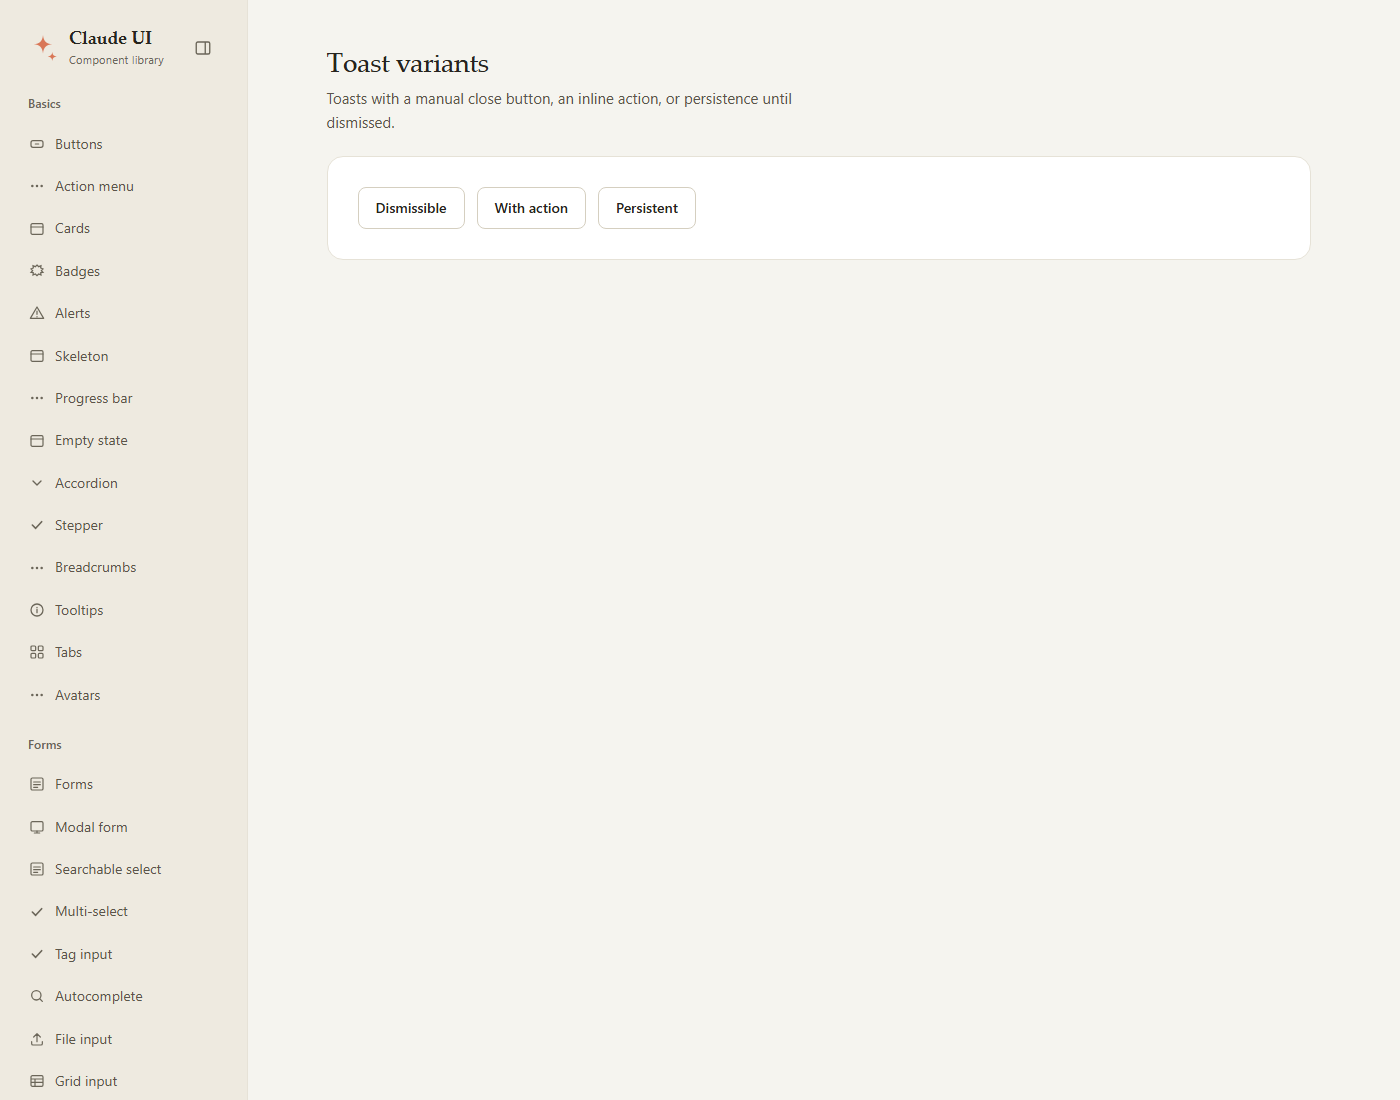 Claude UI
Component library
Basics
Buttons
Action menu
Cards
Badges
Alerts
Skeleton
Progress bar
Empty state
Accordion
Stepper
Breadcrumbs
Tooltips
Tabs
Avatars
Forms
Forms
Modal form
Searchable select
Multi-select
Tag input
Autocomplete
File input
Grid input
Toast variants
Toasts with a manual close button, an inline action, or persistence until
dismissed.
Dismissible
With action
Persistent